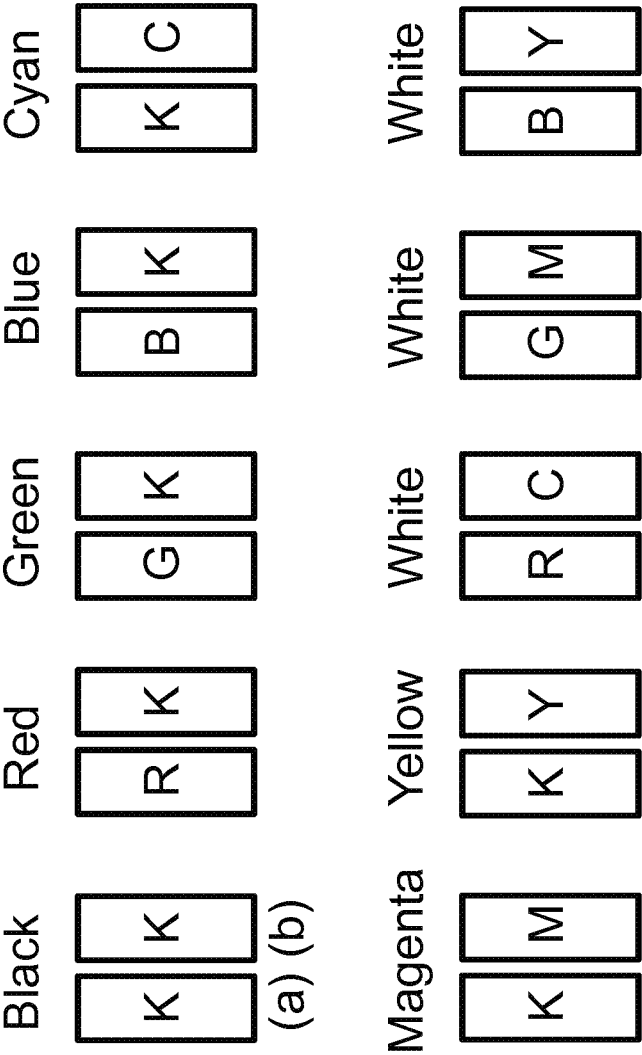 Black Red Green Blue Cyan
K K R K G K B K K C
(a) (b)
Magenta Yellow White White White
K M K Y R C G M B Y